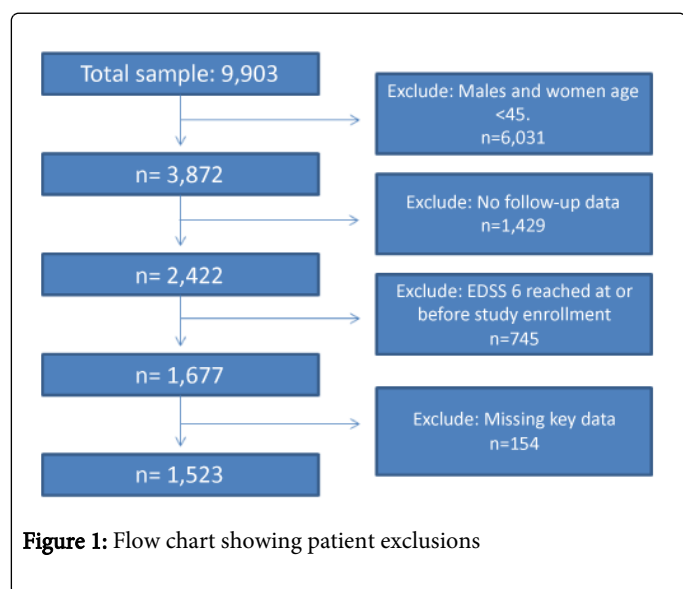 Total sample: 9,903
Exclude: Males and women age
<45.
n=6,031
n= 3,872
Exclude: No follow-up data
n=1,429
n= 2,422
Exclude: EDSS 6 reached at or
before study enrollment
n=745
n= 1,677
Exclude: Missing key data
n=154
n= 1,523
Figure 1: Flow chart showing patient exclusions